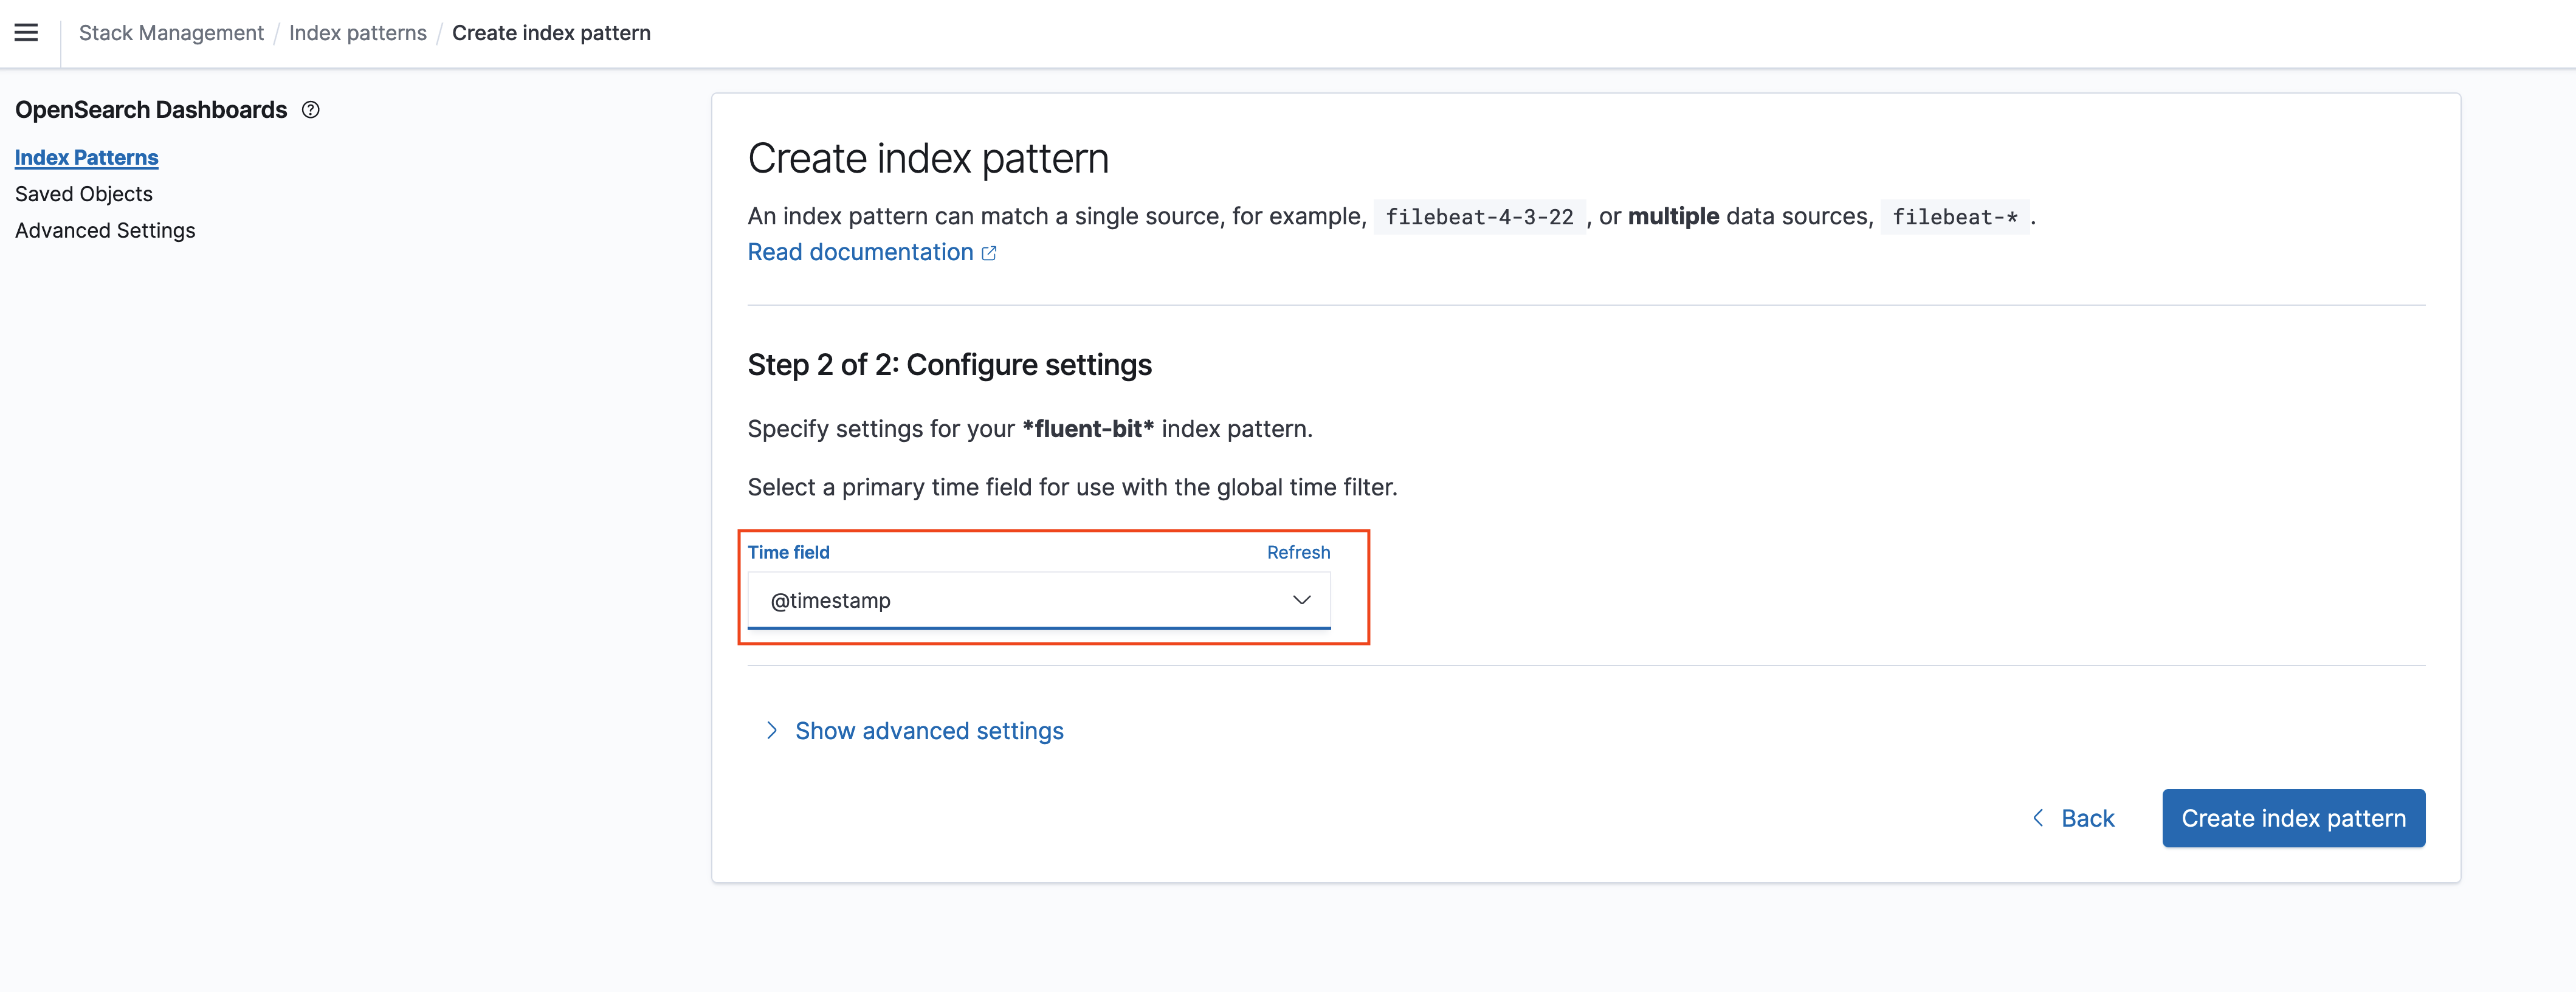 Stack Management / Index patterns / Create index pattern
OpenSearch Dashboards
Index Patterns
Saved Objects
Advanced Settings
Create index pattern
An index pattern can match a single source, for example, filebeat-4-3-22 , or multiple data sources, filebeat-* .
Read documentation
Step 2 of 2: Configure settings
Specify settings for your *fluent-bit* index pattern.
Select a primary time field for use with the global time filter.
Time field Refresh
@timestamp
Show advanced settings
Back Create index pattern